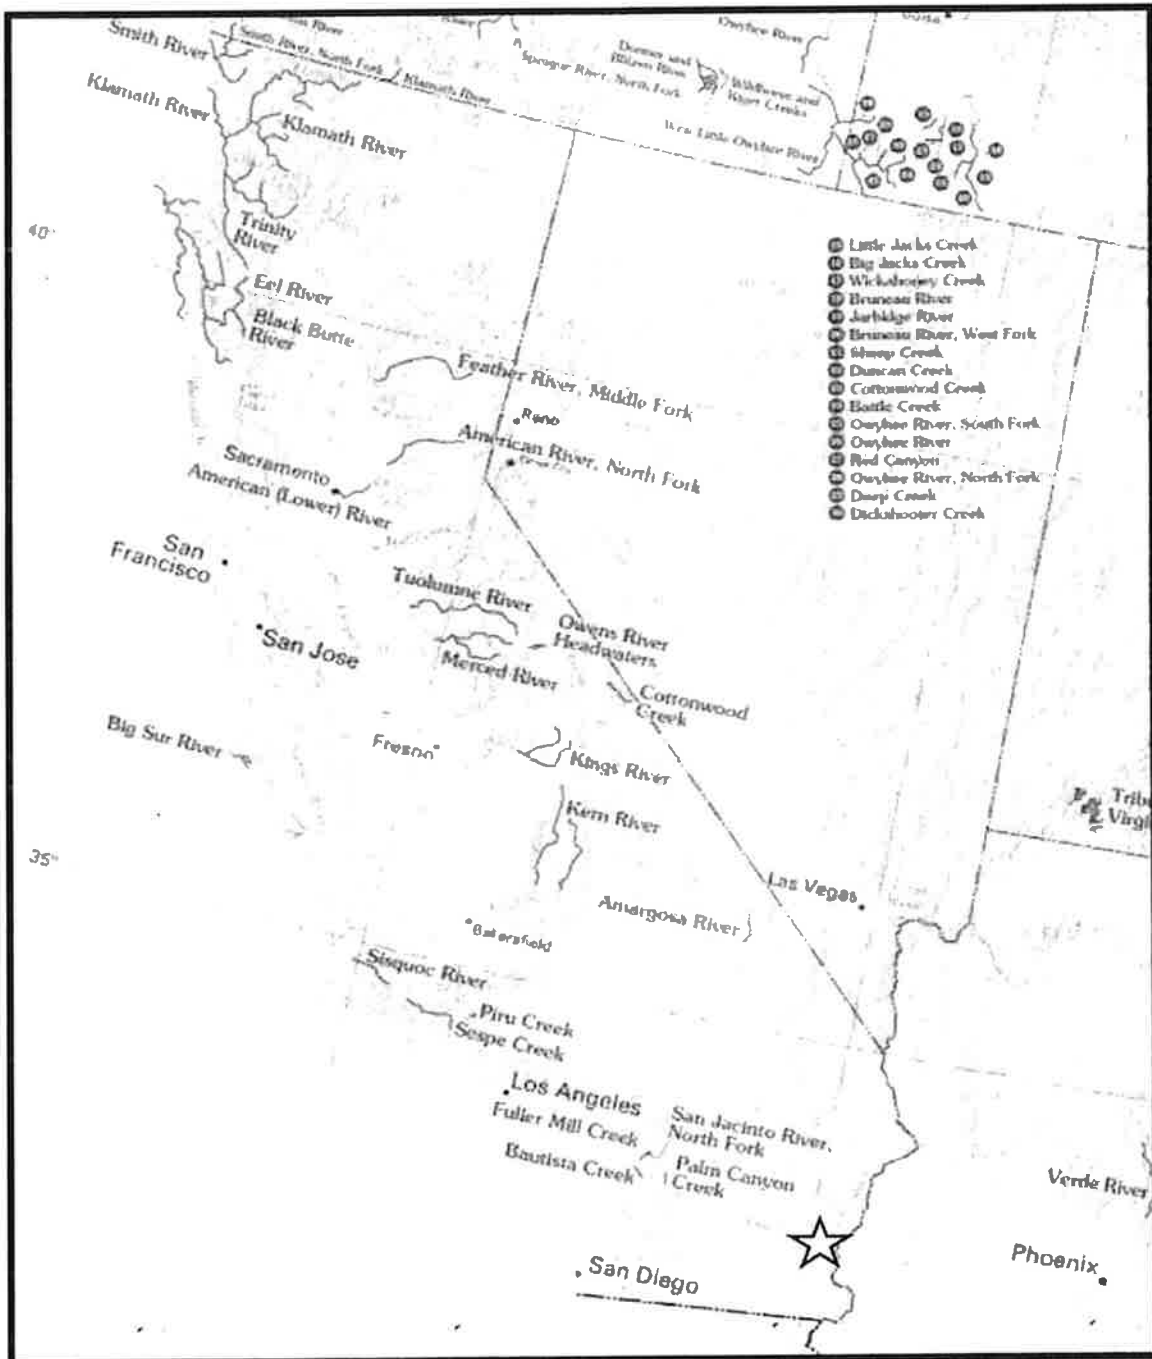 Smith River
Smith River, North Fork
Klamath River
Klamath River
Klamath River
Sprague River, North Fork
Donner and
Blitzen River
Wildhorse and
Kiger Creeks
Owyhee River
West Little Owyhee River
40°
Trinity
River
Eel River
Black Butte
River
Little Jacks Creek
Big Jacks Creek
Wickahoney Creek
Bruneau River
Jarbidge River
Bruneau River, West Fork
Sheep Creek
Duncan Creek
Cottonwood Creek
Battle Creek
Owyhee River, South Fork
Owyhee River
Red Canyon
Owyhee River, North Fork
Deep Creek
Dickshooter Creek
Feather River, Middle Fork
Reno
American River, North Fork
Sacramento
American (Lower) River
San
Francisco
San Jose
Tuolumne River
Merced River
Owens River
Headwaters
Cottonwood
Creek
Big Sur River
Fresno
Kings River
Kern River
35°
Las Vegas
Amargosa River
Bakersfield
Sisquoc River
Piru Creek
Sespe Creek
Los Angeles
Fuller Mill Creek
San Jacinto River,
North Fork
Bautista Creek
Palm Canyon
Creek
Verde River
Phoenix
San Diego